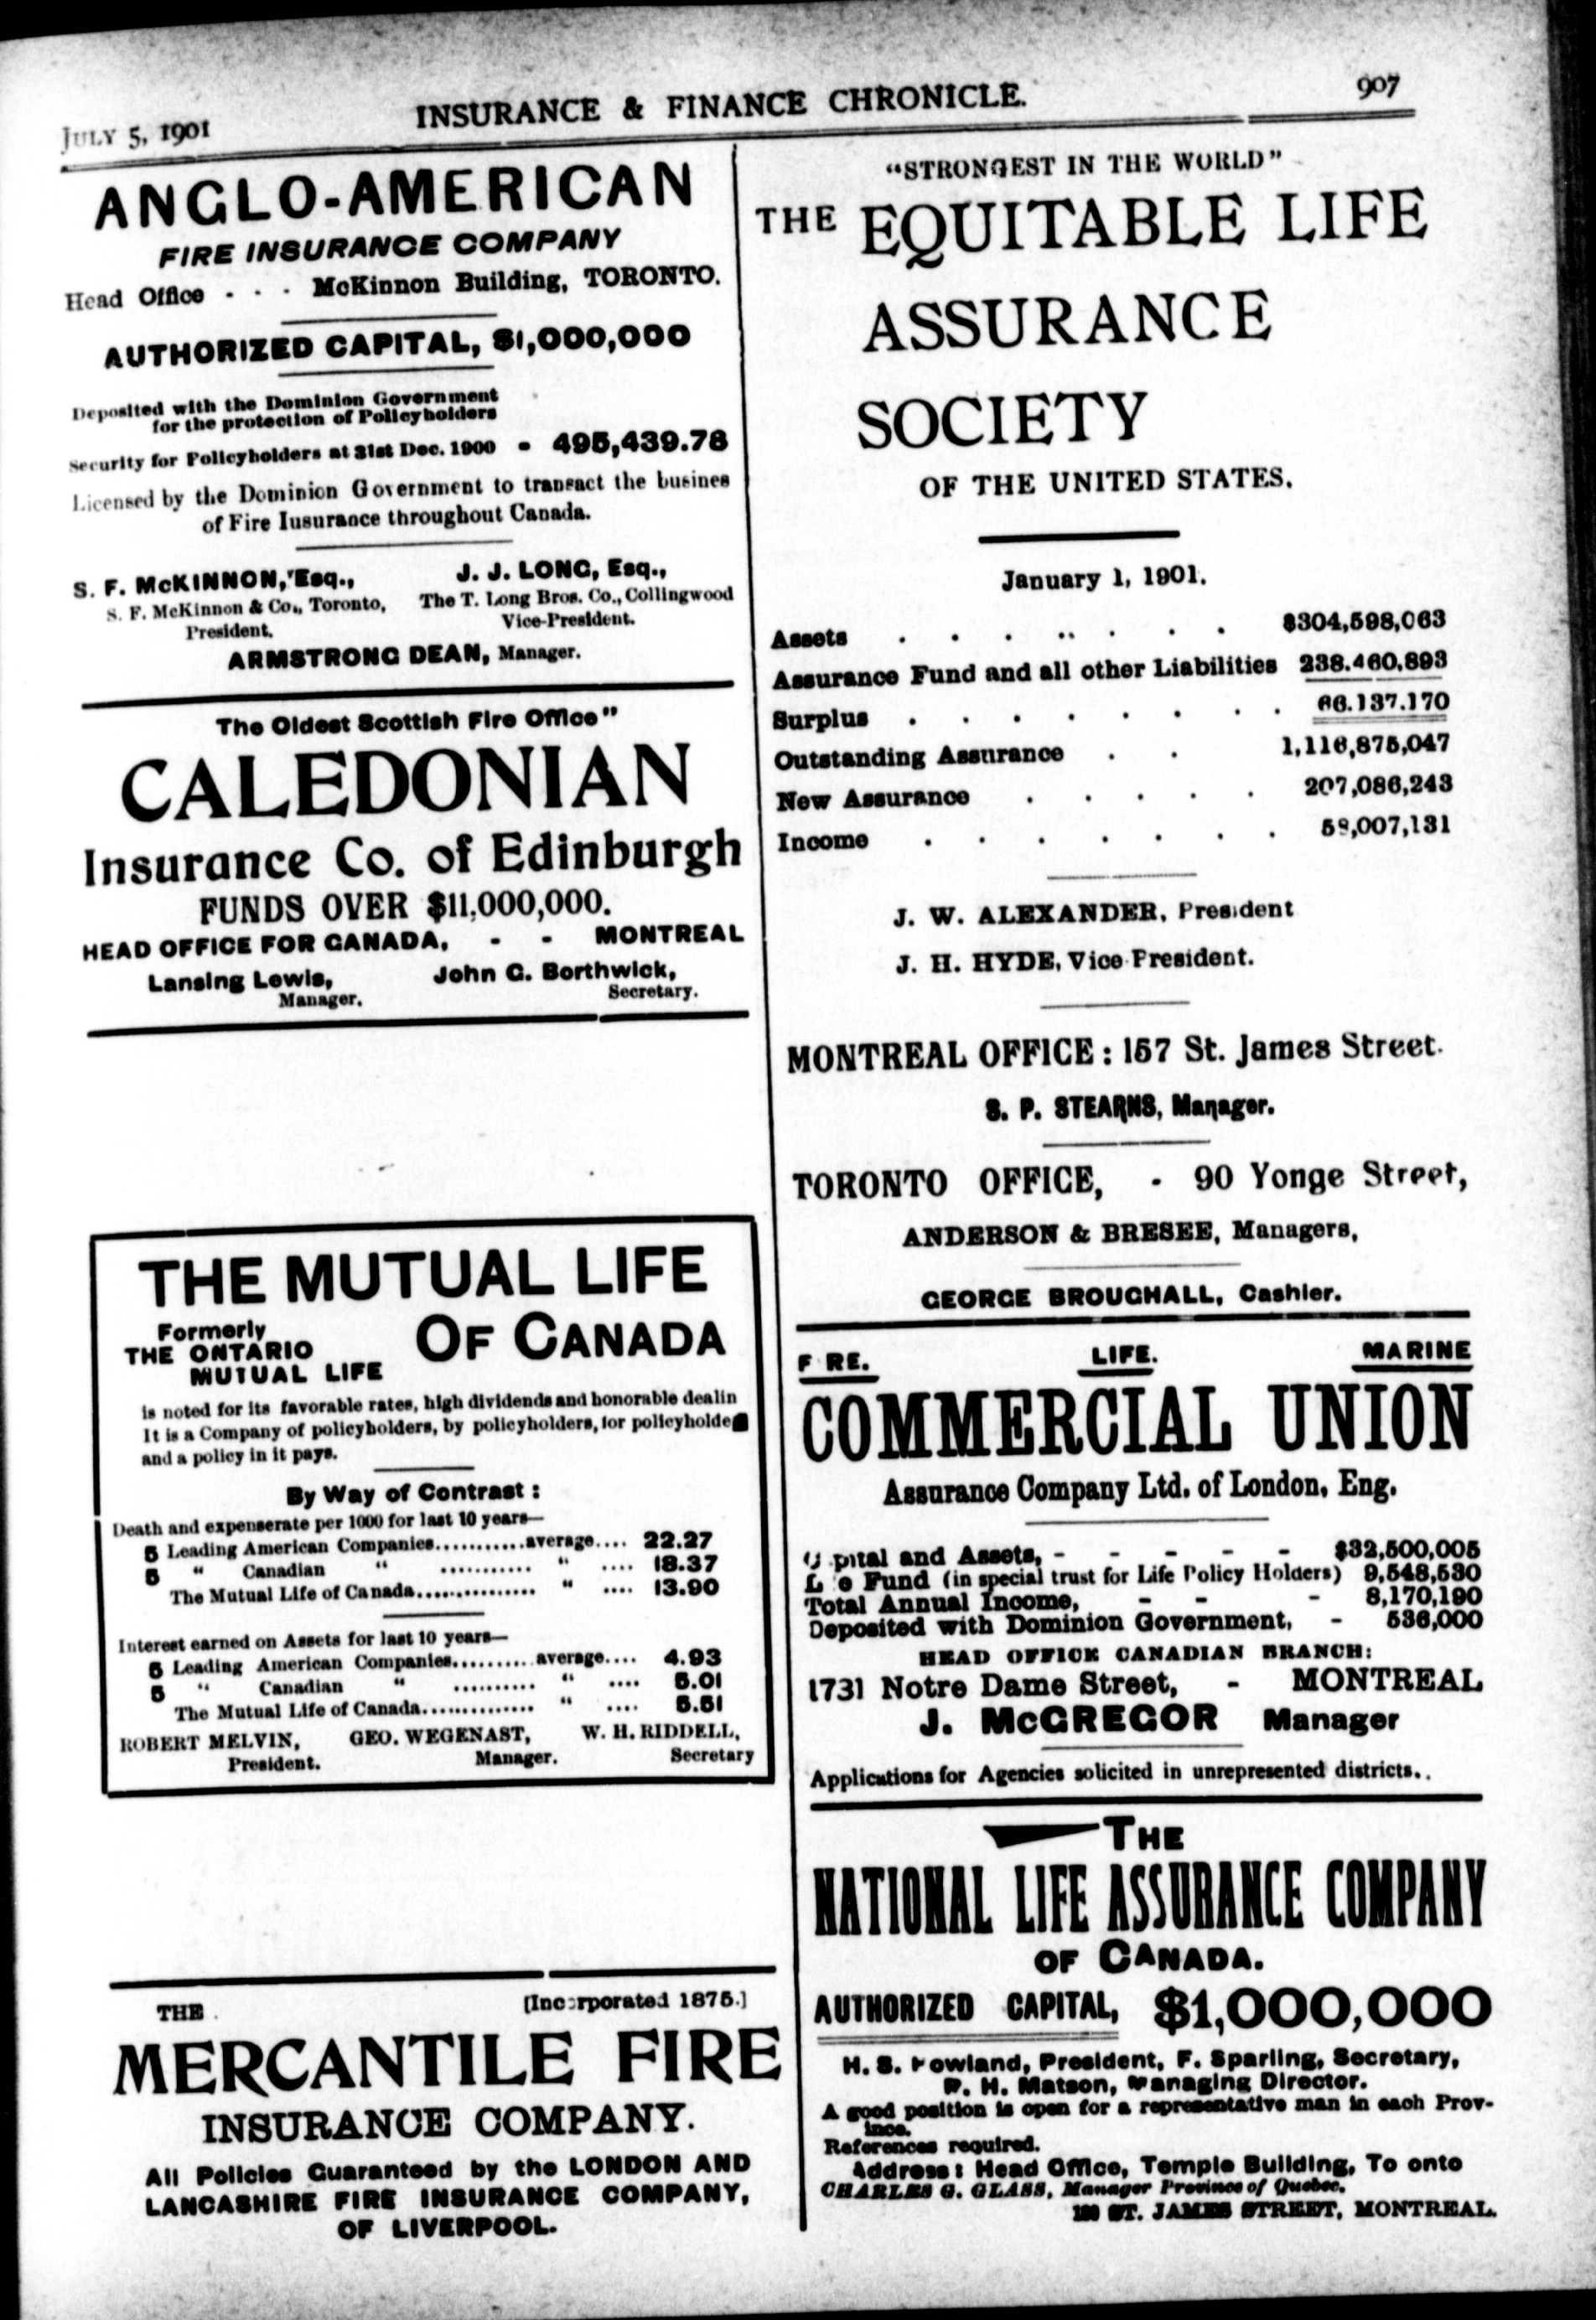 JULY 5, 1901
INSURANCE & FINANCE CHRONICLE.
907
ANGLO-AMERICAN
FIRE INSURANCE COMPANY
Head Office - - - McKinnon Building, TORONTO.
AUTHORIZED CAPITAL, $1,000,000
Deposited with the Dominion Government
for the protection of Policyholders
Security for Policyholders at 31st Dec. 1900 - 495,439.78
Licensed by the Dominion Government to transact the busines
of Fire Iusurance throughout Canada.
S. F. McKINNON, Esq.,
S. F. McKinnon & Co., Toronto,
President.
J. J. LONG, Esq.,
The T. Long Bros. Co., Collingwood
Vice-President.
ARMSTRONG DEAN, Manager.
The Oldest Scottish Fire Office"
CALEDONIAN
Insurance Co. of Edinburgh
FUNDS OVER $11,000,000.
HEAD OFFICE FOR CANADA, - - MONTREAL
Lansing Lewis,
Manager.
John G. Borthwick,
Secretary.
THE MUTUAL LIFE
OF CANADA
Formerly
THE ONTARIO
MUTUAL LIFE
is noted for its favorable rates, high dividends and honorable dealin
It is a Company of policyholders, by policyholders, for policyholde
and a policy in it pays.
By Way of Contrast :
Death and expenserate per 1000 for last 10 years—
5 Leading American Companies...........average.... 22.27
5 " Canadian " ........... " .... 18.37
The Mutual Life of Canada............... " .... 13.90
Interest earned on Assets for last 10 years—
5 Leading American Companies.........average.... 4.93
5 " Canadian " .......... " .... 5.01
The Mutual Life of Canada.............. " .... 5.51
ROBERT MELVIN,
President.
GEO. WEGENAST,
Manager.
W. H. RIDDELL,
Secretary
THE [Incorporated 1875.]
MERCANTILE FIRE
INSURANCE COMPANY.
All Policies Guaranteed by the LONDON AND
LANCASHIRE FIRE INSURANCE COMPANY,
OF LIVERPOOL.
"STRONGEST IN THE WORLD"
THE EQUITABLE LIFE
ASSURANCE
SOCIETY
OF THE UNITED STATES.
January 1, 1901.
Assets . . . . . . . $304,598,063
Assurance Fund and all other Liabilities 238.460,893
Surplus . . . . . . . . 66.137.170
Outstanding Assurance . . 1,116,875,047
New Assurance . . . . . 207,086,243
Income . . . . . . . 58,007,131
J. W. ALEXANDER, President
J. H. HYDE, Vice-President.
MONTREAL OFFICE : 157 St. James Street.
S. P. STEARNS, Manager.
TORONTO OFFICE, - 90 Yonge Street,
ANDERSON & BRESEE, Managers,
GEORGE BROUGHALL, Cashier.
F RE. LIFE. MARINE
COMMERCIAL UNION
Assurance Company Ltd. of London, Eng.
C pital and Assets, - - - - - $32,500,005
L e Fund (in special trust for Life Policy Holders) 9,548,530
Total Annual Income, - - - 8,170,190
Deposited with Dominion Government, - 536,000
HEAD OFFICE CANADIAN BRANCH:
1731 Notre Dame Street, - MONTREAL
J. McGREGOR Manager
Applications for Agencies solicited in unrepresented districts..
THE
NATIONAL LIFE ASSURANCE COMPANY
OF CANADA.
AUTHORIZED CAPITAL, $1,000,000
H. S. Howland, President, F. Sparling, Secretary,
R. H. Matson, Managing Director.
A good position is open for a representative man in each Prov-
ince.
References required.
Address : Head Office, Temple Building, To onto
CHARLES G. GLASS, Manager Province of Quebec.
ST. JAMES STREET, MONTREAL.